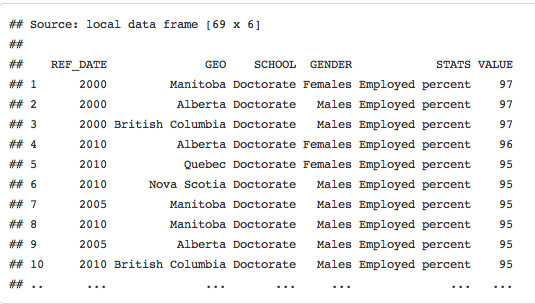 ## Source: local data frame [69 x 6]
##
##    REF_DATE              GEO    SCHOOL  GENDER            STATS VALUE
## 1      2000         Manitoba Doctorate Females Employed percent    97
## 2      2000          Alberta Doctorate   Males Employed percent    97
## 3      2000 British Columbia Doctorate   Males Employed percent    97
## 4      2010          Alberta Doctorate Females Employed percent    96
## 5      2010           Quebec Doctorate Females Employed percent    95
## 6      2010      Nova Scotia Doctorate   Males Employed percent    95
## 7      2005         Manitoba Doctorate   Males Employed percent    95
## 8      2010         Manitoba Doctorate   Males Employed percent    95
## 9      2005          Alberta Doctorate   Males Employed percent    95
## 10     2010 British Columbia Doctorate   Males Employed percent    95
## ..      ...              ...       ...     ...              ...   ...